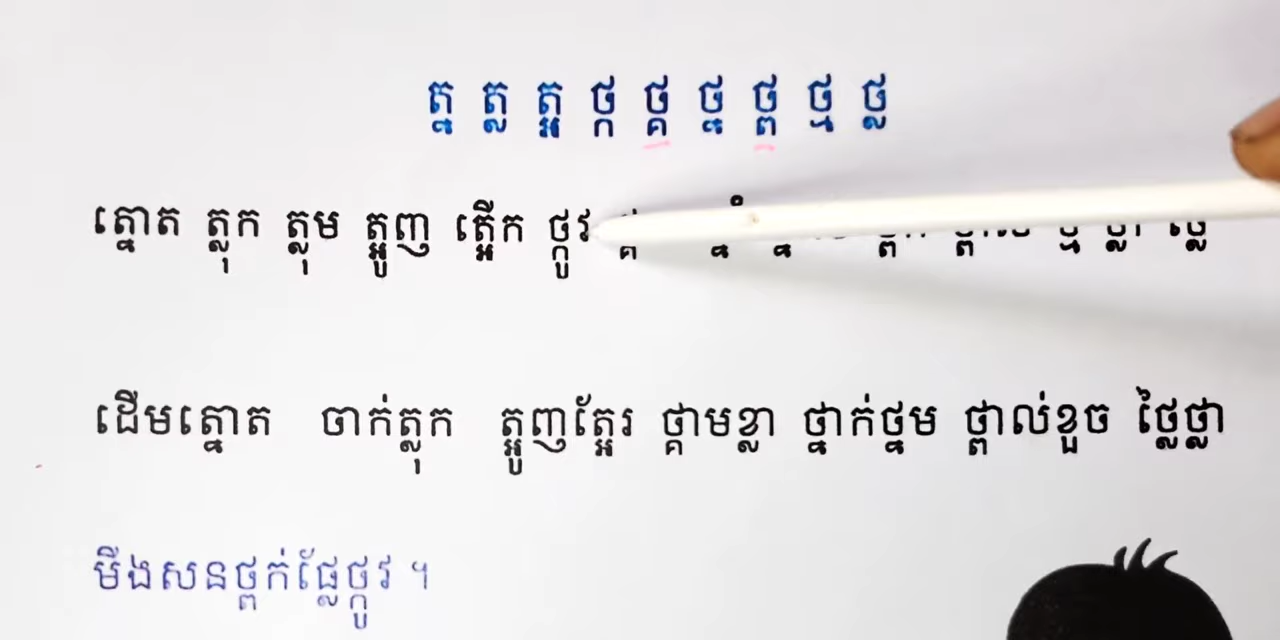 ត្ន ត្ល ត្អ ថ្ក ថ្គ ថ្ន ថ្ព ថ្ម ថ្ល
ត្នោត ត្លុក ត្លុម ត្អូញ ត្អើក ថ្កូវ
ដើមត្នោត ចាក់ត្លុក ត្អូញត្អែរ ថ្គាមខ្លា ថ្នាក់ថ្នម ថ្ពាល់ខួច ថ្លៃថ្លា
មីងសនថ្ពក់ផ្លែថ្កូវ ។